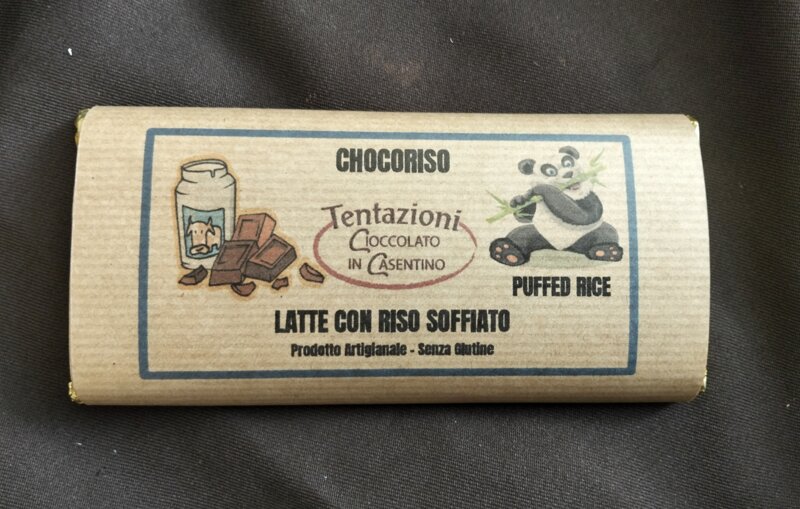 CHOCORISO
Tentazioni
CIOCCOLATO
IN CASENTINO
PUFFED RICE
LATTE CON RISO SOFFIATO
Prodotto Artigianale - Senza Glutine